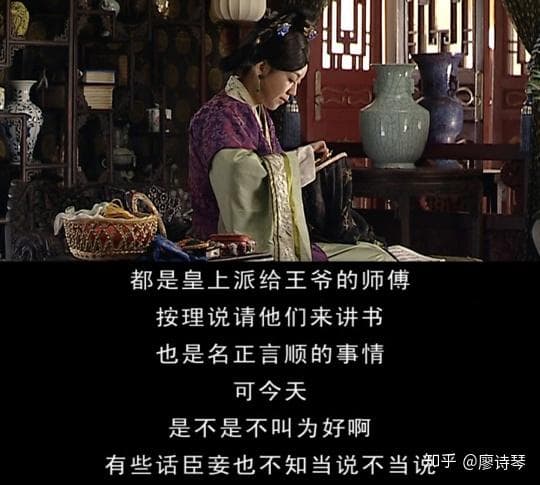 都是皇上派给王爷的师傅
按理说请他们来讲书
也是名正言顺的事情
可今天
是不是不叫为好啊
有些话臣妾也不知当说不当说
知乎 @廖诗琴